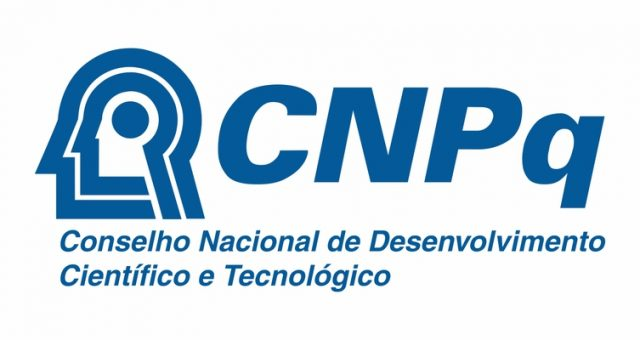 CNPq
Conselho Nacional de Desenvolvimento
Científico e Tecnológico